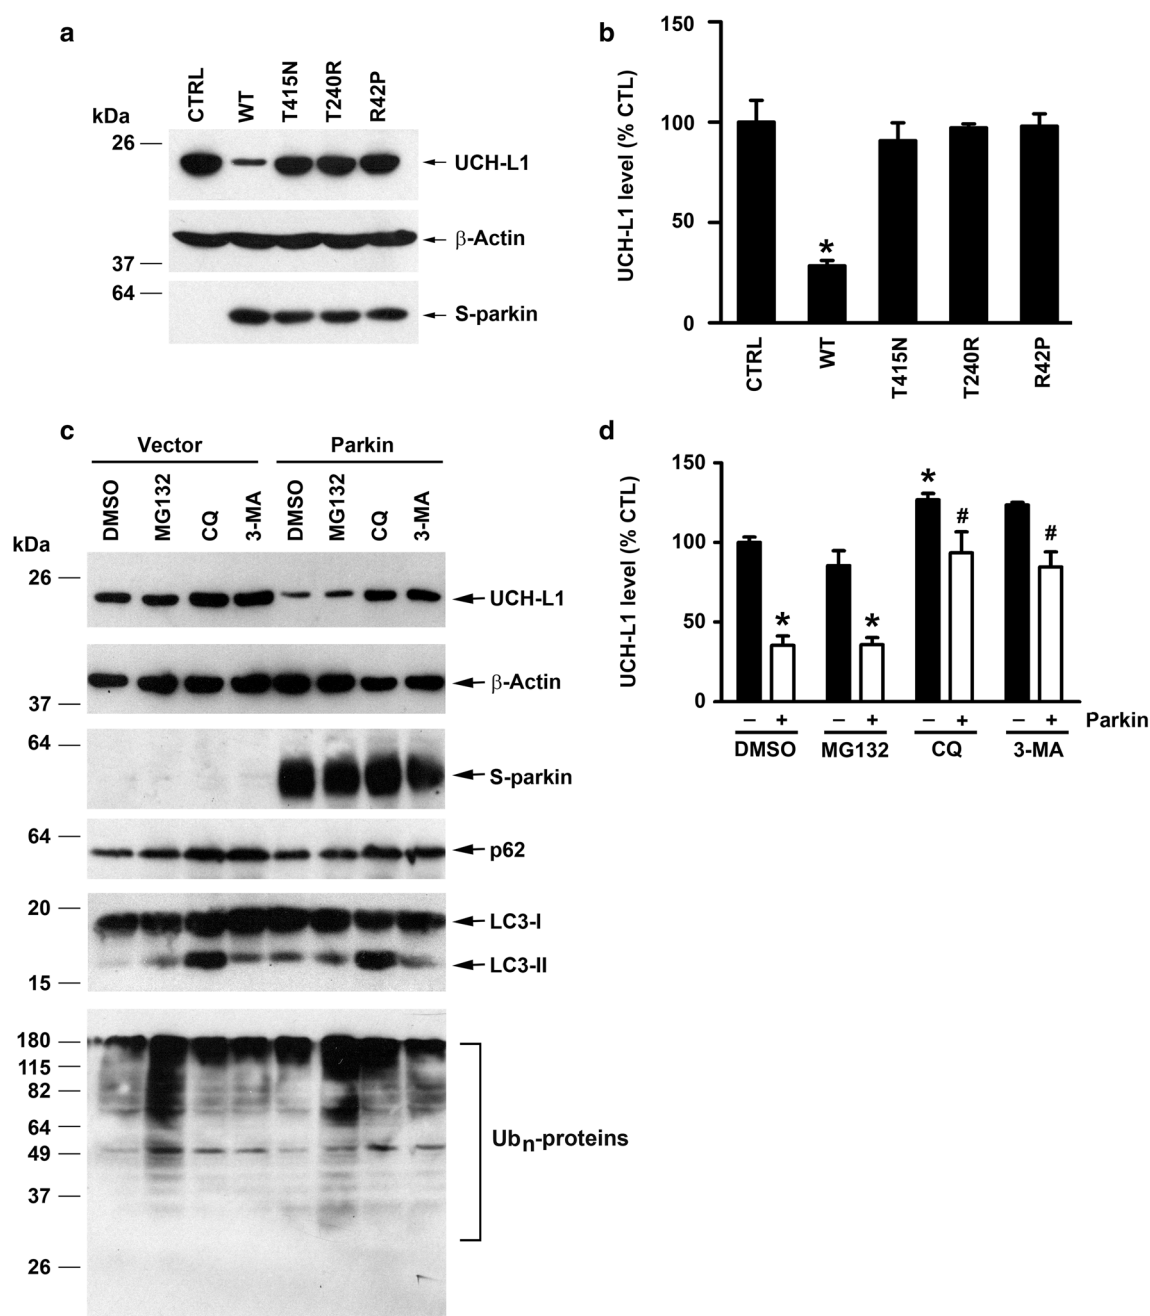 a
kDa
CTRL
WT
T415N
T240R
R42P
26
UCH-L1
β-Actin
37
64
S-parkin
b
UCH-L1 level (% CTL)
150
100
50
0
CTRL
WT
*
T415N
T240R
R42P
c
Vector
Parkin
DMSO
MG132
CQ
3-MA
DMSO
MG132
CQ
3-MA
kDa
26
UCH-L1
β-Actin
37
64
S-parkin
64
p62
20
LC3-I
LC3-II
15
180
115
82
64
49
37
26
Ubn-proteins
d
UCH-L1 level (% CTL)
150
100
50
0
* * * # #
– + – + – + – + Parkin
DMSO MG132 CQ 3-MA